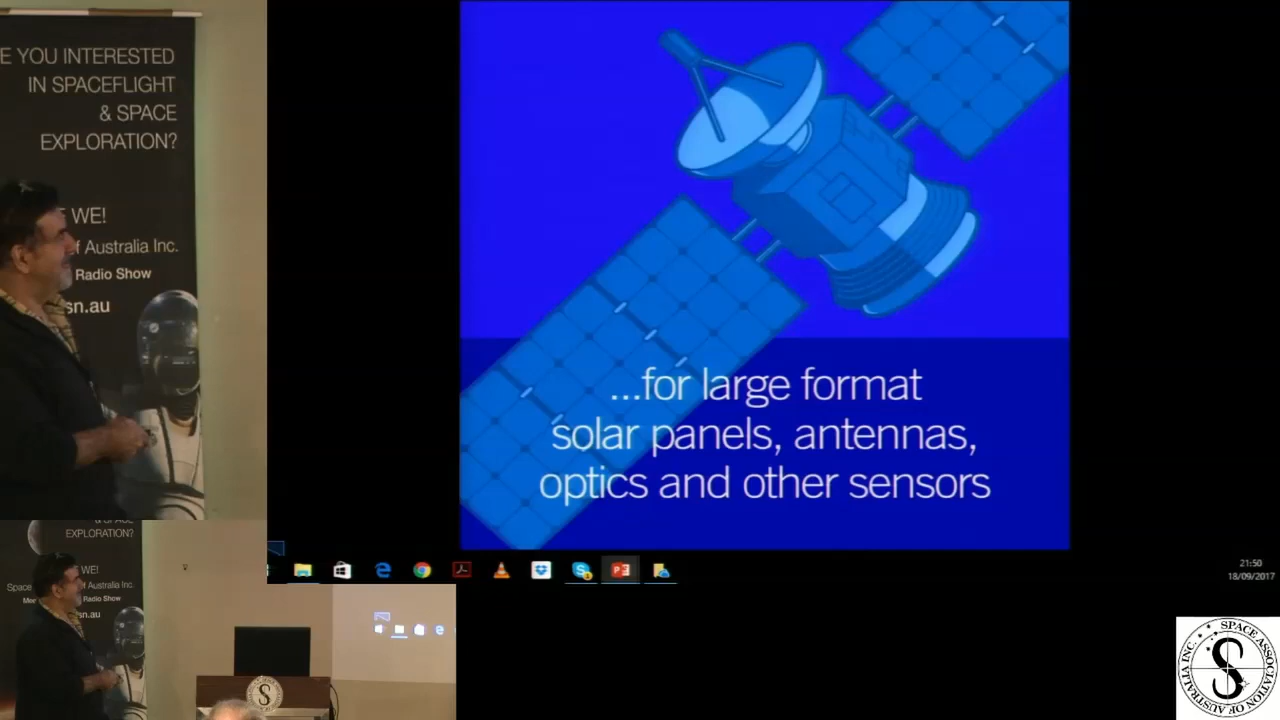 E YOU INTERESTED
IN SPACEFLIGHT
& SPACE
EXPLORATION?
WE!
f Australia Inc.
Radio Show
sn.au
...for large format
solar panels, antennas,
optics and other sensors
21:50
18/09/2017
& SPACE
EXPLORATION?
WE!
Space
f Australia Inc.
Radio Show
sn.au
S
SPACE ASSOCIATION OF AUSTRALIA INC.
S